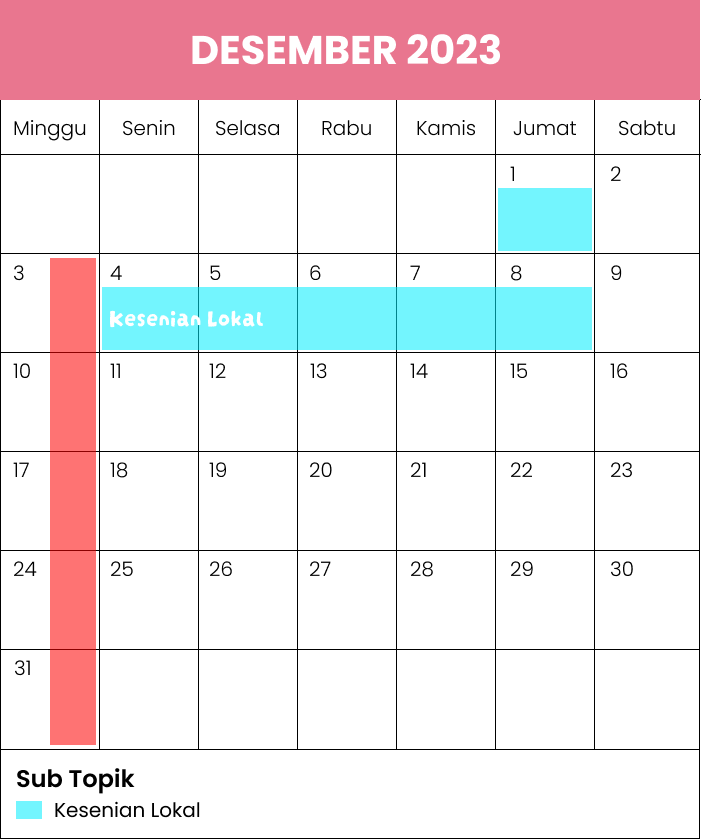 DESEMBER 2023
Minggu Senin Selasa Rabu Kamis Jumat Sabtu
1 2
3 4 5 6 7 8 9
Kesenian Lokal
10 11 12 13 14 15 16
17 18 19 20 21 22 23
24 25 26 27 28 29 30
31
Sub Topik
Kesenian Lokal